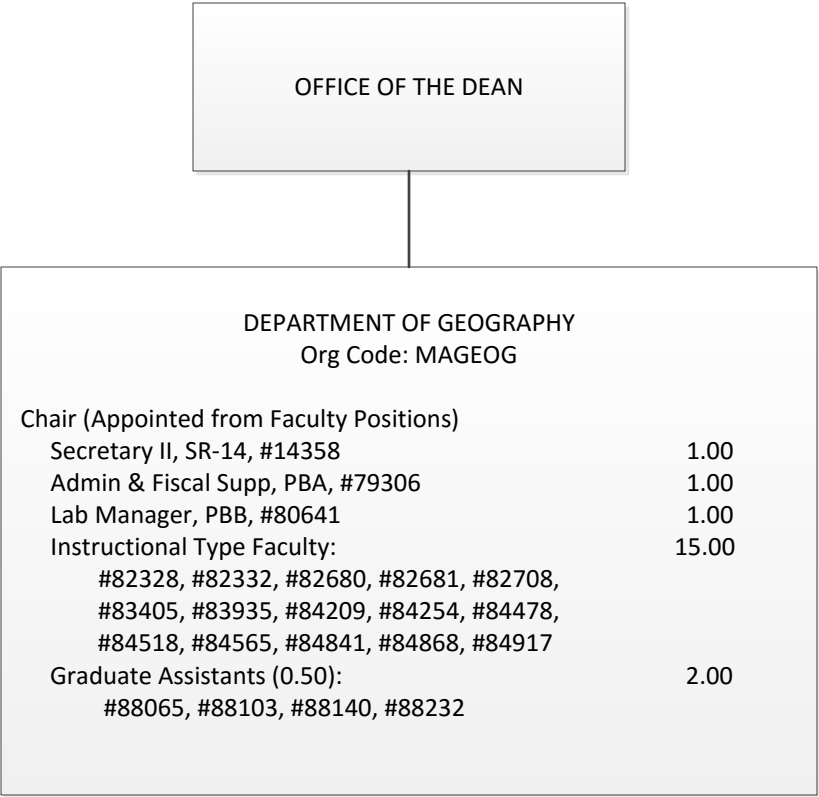 OFFICE OF THE DEAN
DEPARTMENT OF GEOGRAPHY
Org Code: MAGEOG
Chair (Appointed from Faculty Positions)
Secretary II, SR-14, #14358 1.00
Admin & Fiscal Supp, PBA, #79306 1.00
Lab Manager, PBB, #80641 1.00
Instructional Type Faculty: 15.00
#82328, #82332, #82680, #82681, #82708,
#83405, #83935, #84209, #84254, #84478,
#84518, #84565, #84841, #84868, #84917
Graduate Assistants (0.50): 2.00
#88065, #88103, #88140, #88232